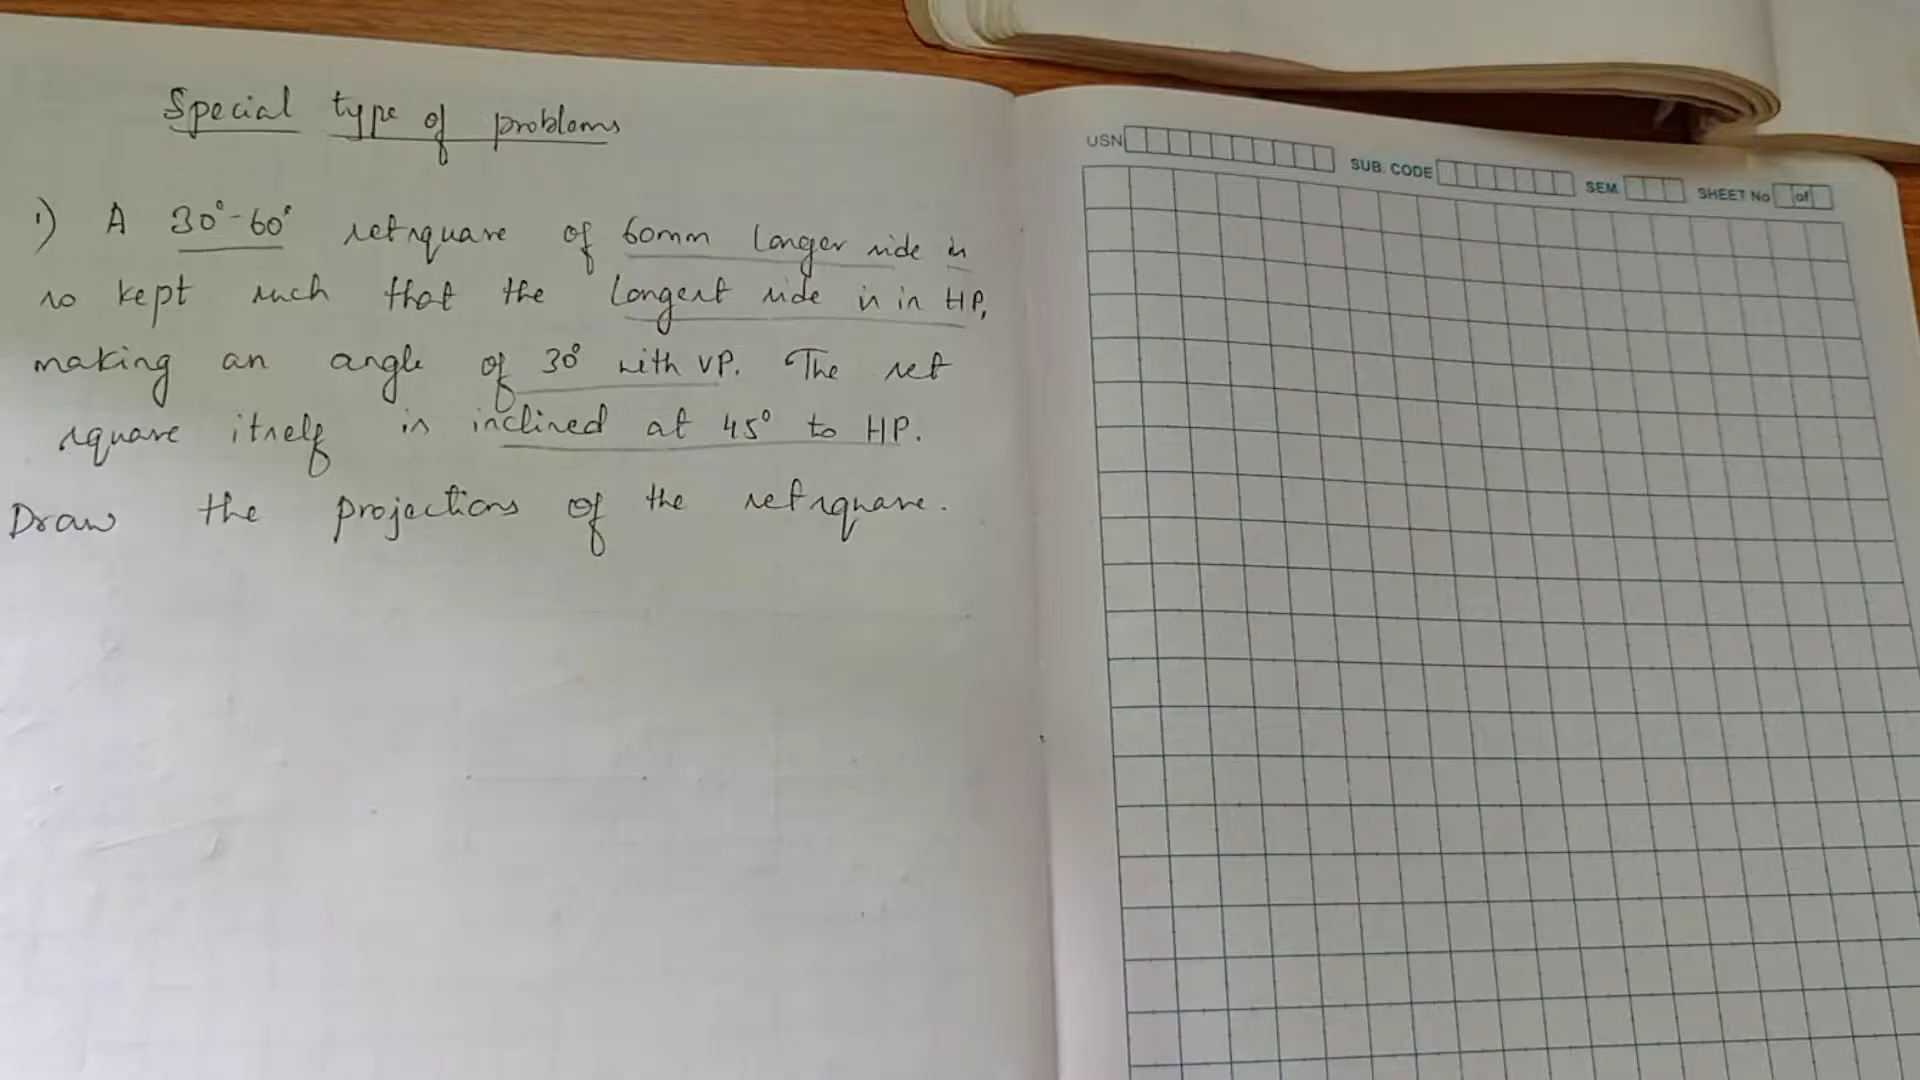 Special type of problems
1) A 30°-60° setsquare of 60mm longer side is
so kept such that the longest side is in HP,
making an angle of 30° with VP. The set
square itself is inclined at 45° to HP.
Draw the projections of the setsquare.
USN SUB. CODE SEM SHEET No of